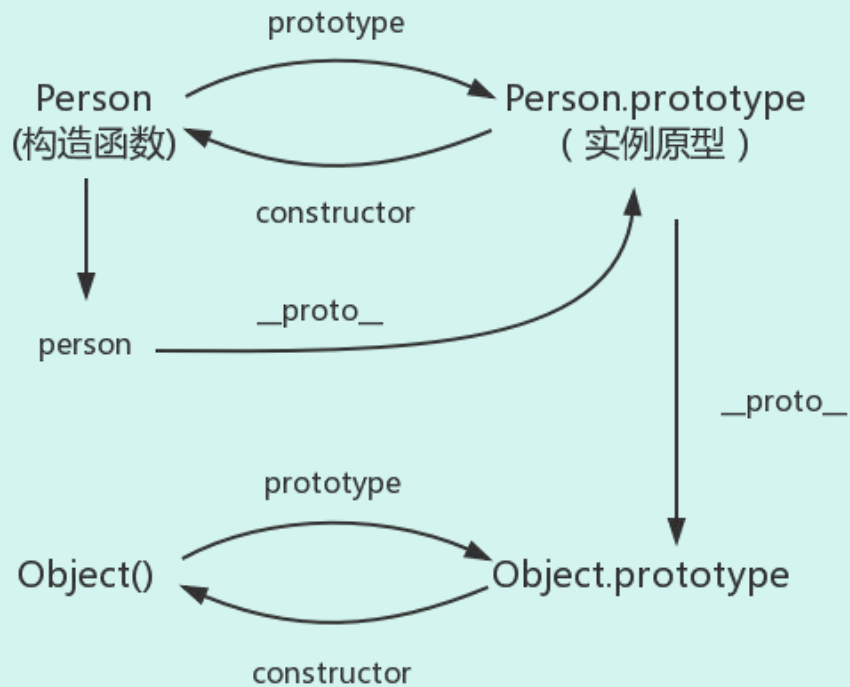 prototype
Person
(构造函数)
Person.prototype
( 实例原型 )
constructor
__proto__
person
__proto__
prototype
Object()
Object.prototype
constructor